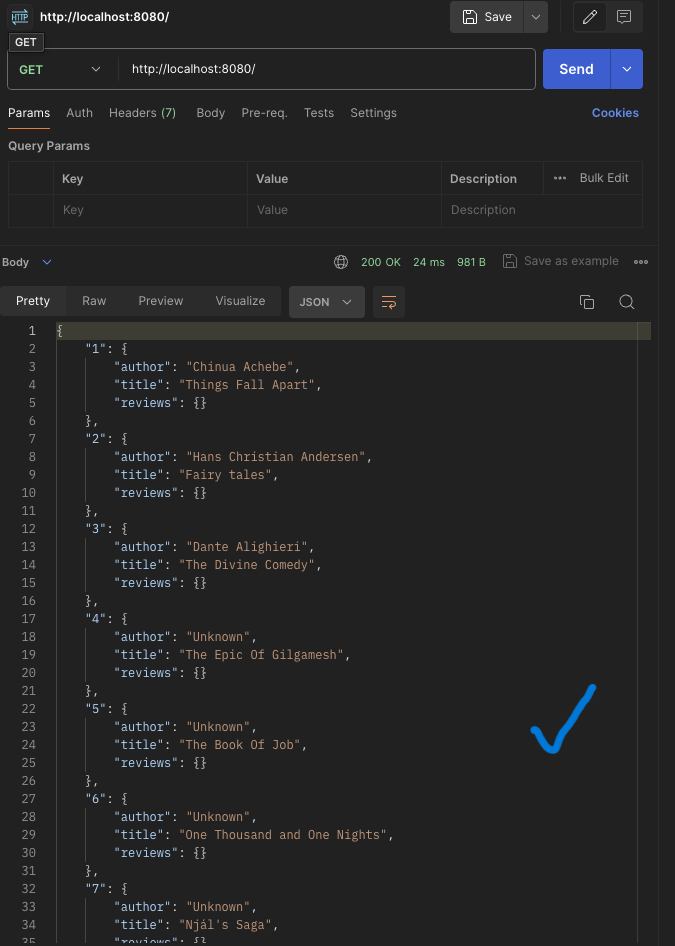 HTTP http://localhost:8080/ Save
GET
GET http://localhost:8080/ Send
Params Auth Headers (7) Body Pre-req. Tests Settings Cookies
Query Params
Key Value Description ••• Bulk Edit
Key Value Description
Body 200 OK 24 ms 981 B Save as example •••
Pretty Raw Preview Visualize JSON
1 {
2 "1": {
3 "author": "Chinua Achebe",
4 "title": "Things Fall Apart",
5 "reviews": {}
6 },
7 "2": {
8 "author": "Hans Christian Andersen",
9 "title": "Fairy tales",
10 "reviews": {}
11 },
12 "3": {
13 "author": "Dante Alighieri",
14 "title": "The Divine Comedy",
15 "reviews": {}
16 },
17 "4": {
18 "author": "Unknown",
19 "title": "The Epic Of Gilgamesh",
20 "reviews": {}
21 },
22 "5": {
23 "author": "Unknown",
24 "title": "The Book Of Job",
25 "reviews": {}
26 },
27 "6": {
28 "author": "Unknown",
29 "title": "One Thousand and One Nights",
30 "reviews": {}
31 },
32 "7": {
33 "author": "Unknown",
34 "title": "Njál's Saga",
35 "reviews": {}